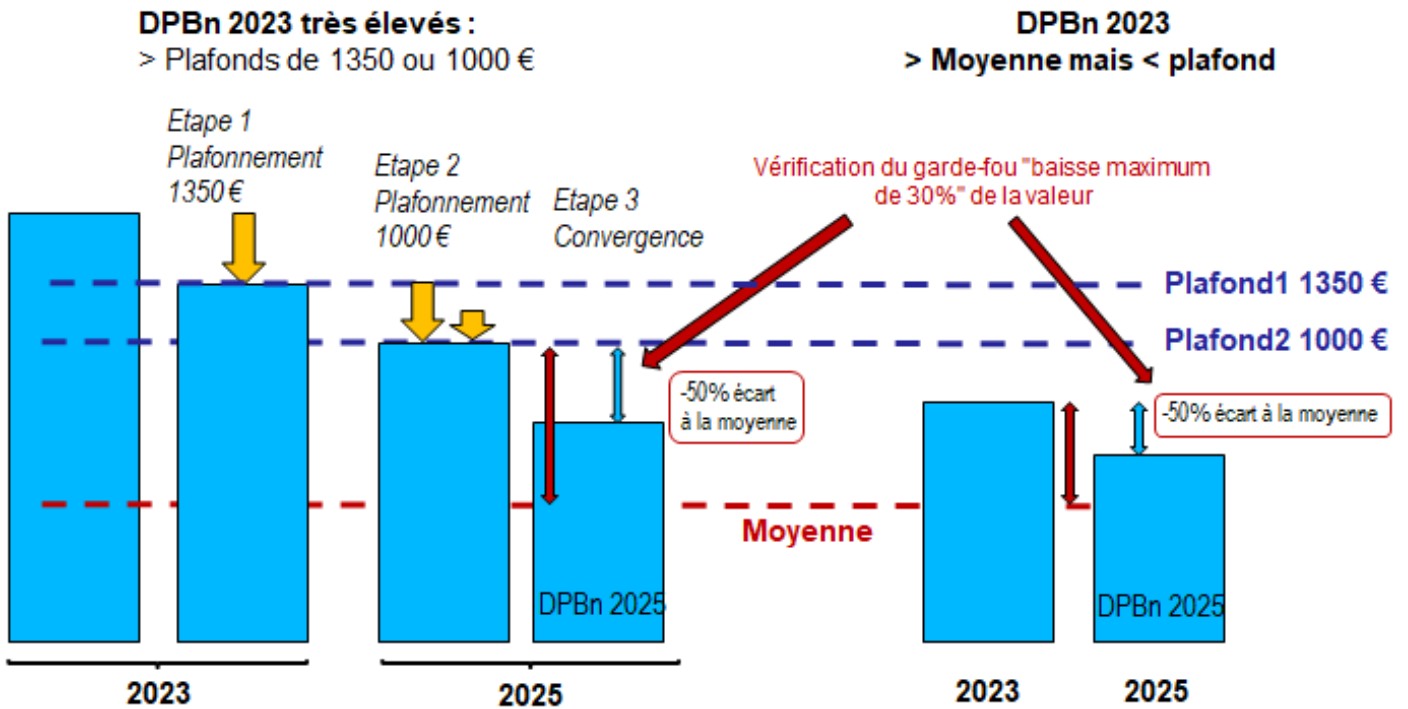 DPBn 2023 très élevés :
> Plafonds de 1350 ou 1000 €
DPBn 2023
> Moyenne mais < plafond
Etape 1
Plafonnement
1350 €
Etape 2
Plafonnement
1000 €
Etape 3
Convergence
Vérification du garde-fou "baisse maximum
de 30%" de la valeur
Plafond1 1350 €
Plafond2 1000 €
-50% écart
à la moyenne
-50% écart à la moyenne
Moyenne
DPBn 2025
DPBn 2025
2023
2025
2023
2025